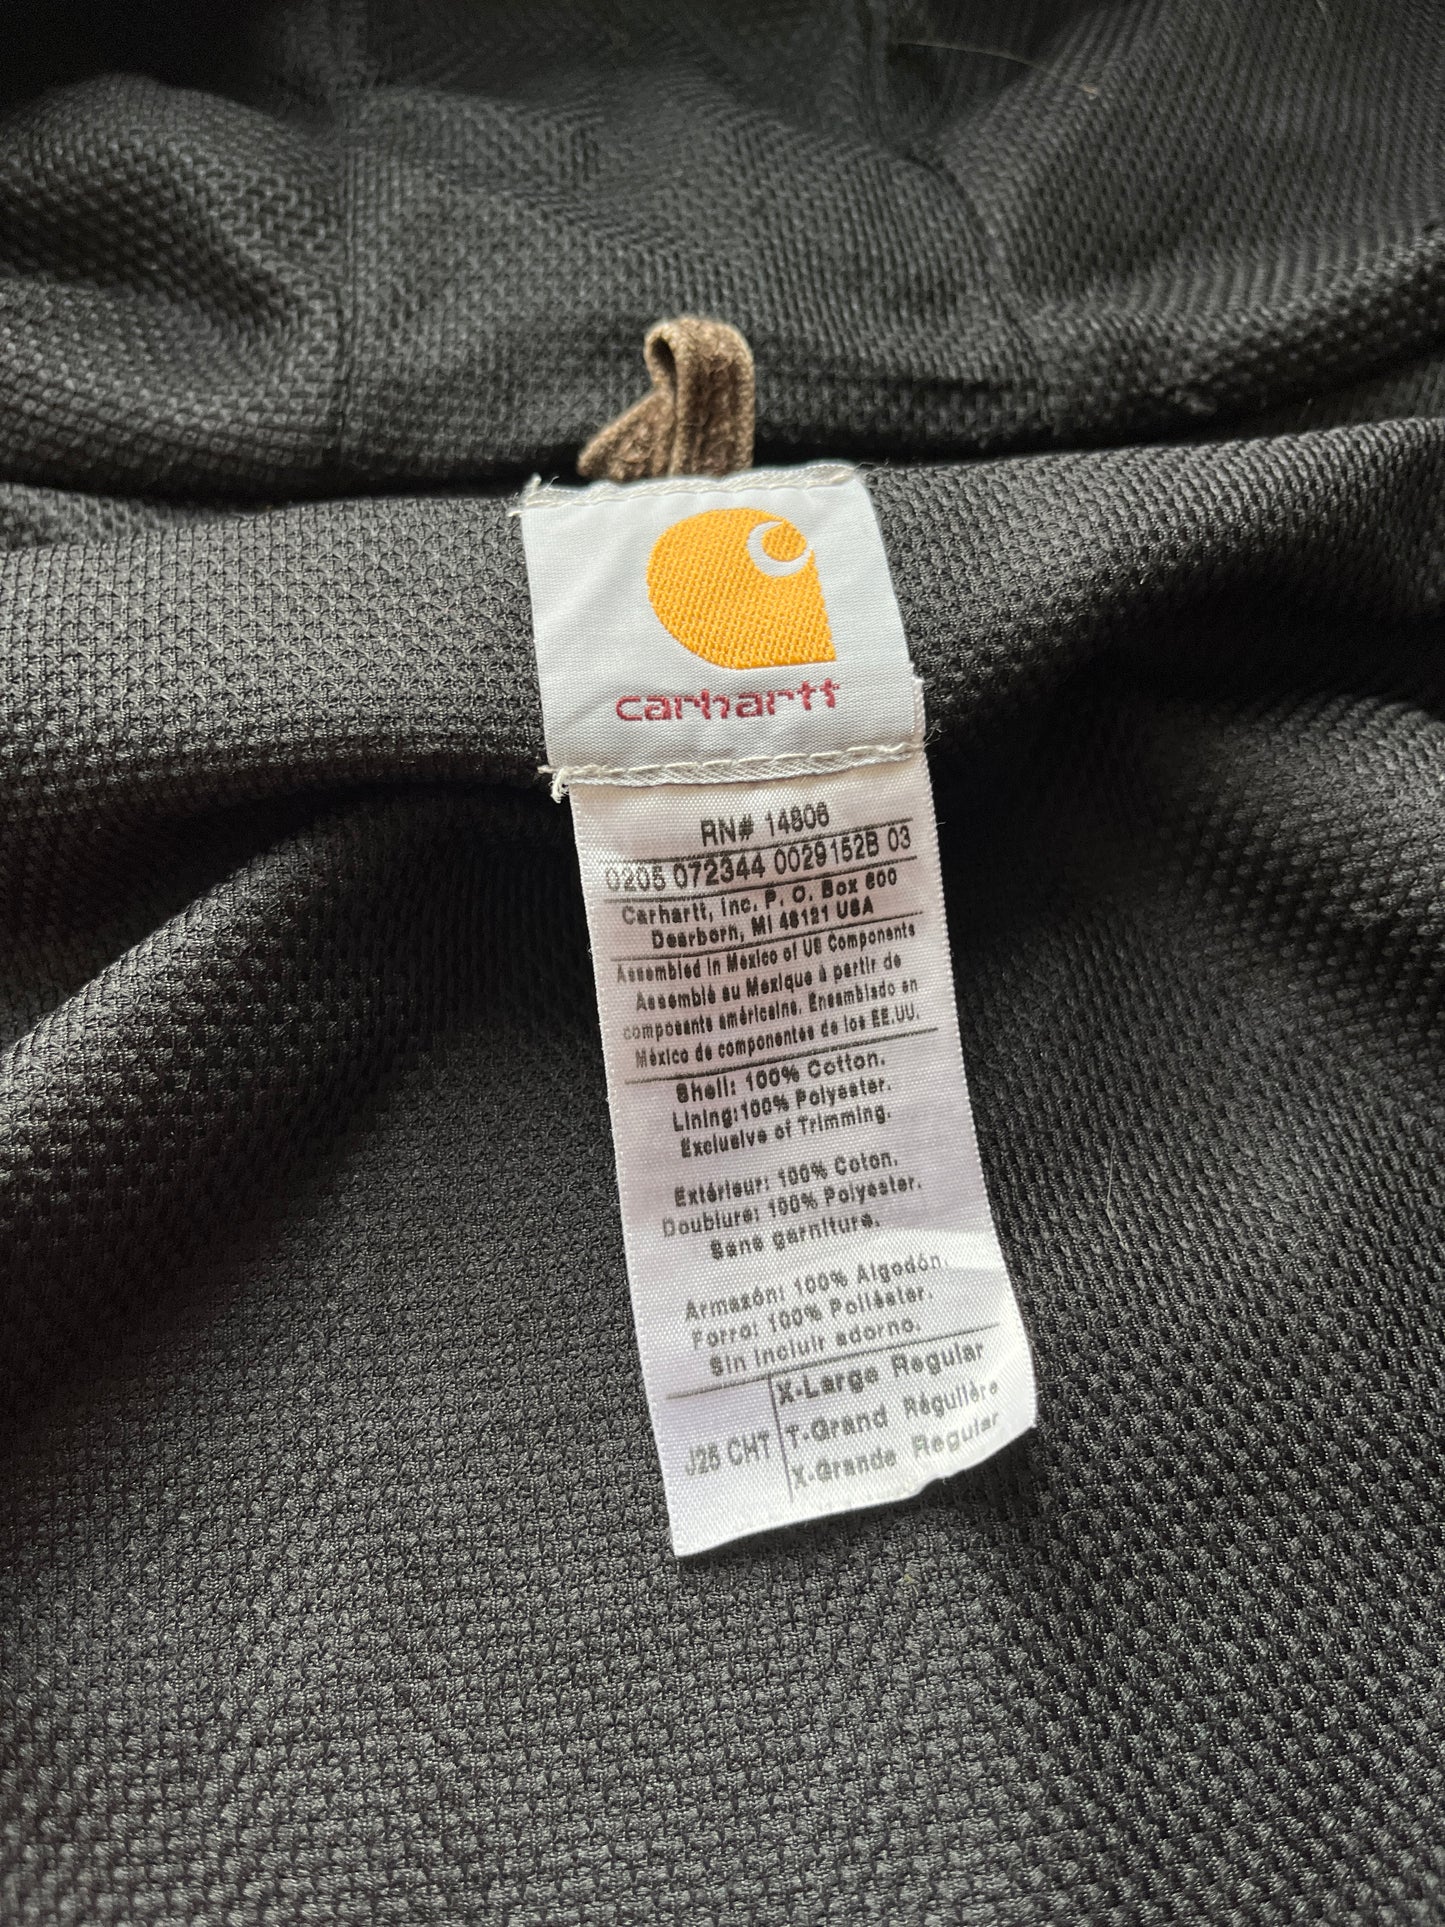 carhartt
RN# 14806
0205 072344 0029152B 03
Carhartt, Inc. P. O. Box 600
Dearborn, MI 48121 USA
Assembled in Mexico of US Components
Assemblé au Mexique à partir de
composants américains. Ensamblado en
México de componentes de los EE.UU.
Shell: 100% Cotton.
Lining:100% Polyester.
Exclusive of Trimming.
Extérieur: 100% Coton.
Doublure: 100% Polyester.
Sans garniture.
Armazón: 100% Algodón.
Forro: 100% Poliéster.
Sin incluir adorno.
X-Large Regular
J25 CHT T-Grand Régulière
X-Grande Regular